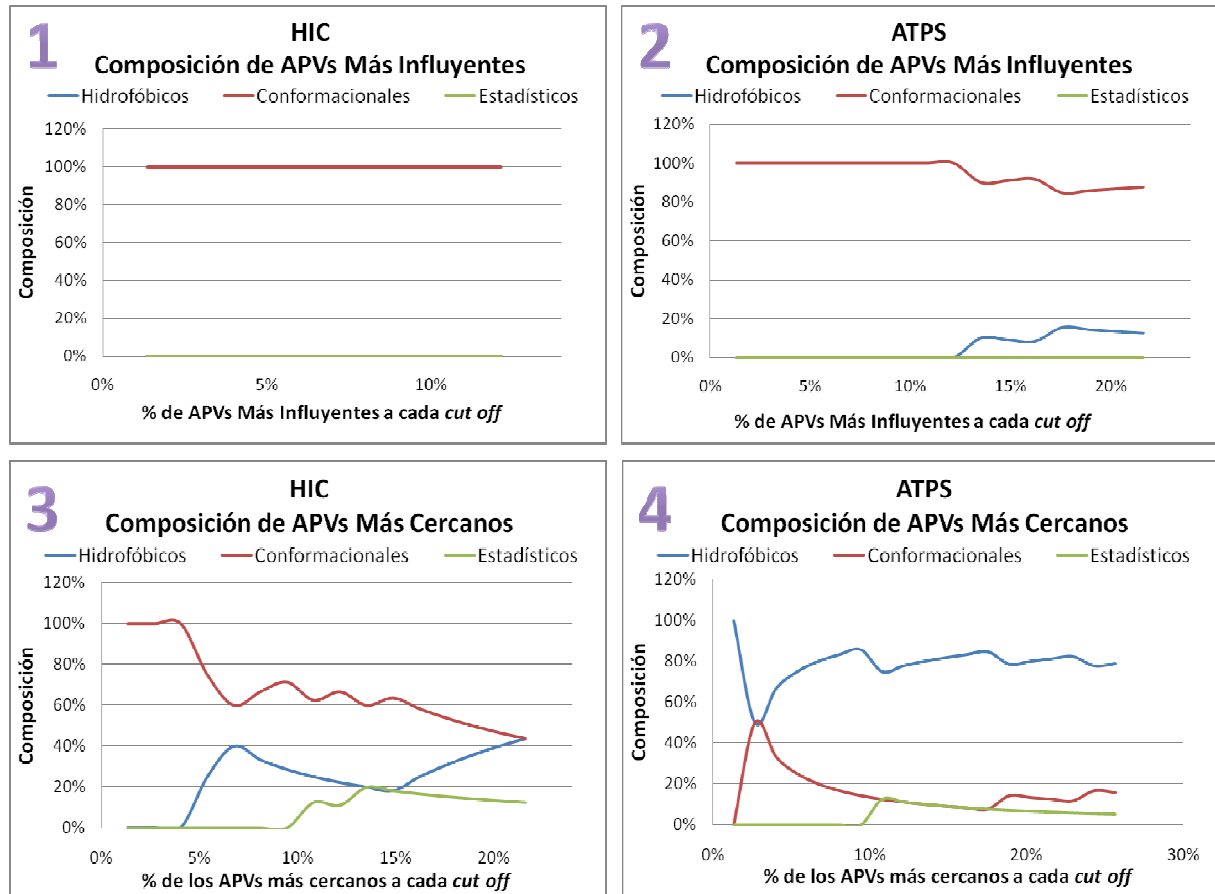 1
HIC
Composición de APVs Más Influyentes
Hidrofóbicos Conformacionales Estadísticos
120%
100%
80%
60%
40%
20%
0%
Composición
0% 5% 10%
% de APVs Más Influyentes a cada cut off
2
ATPS
Composición de APVs Más Influyentes
Hidrofóbicos Conformacionales Estadísticos
120%
100%
80%
60%
40%
20%
0%
Composición
0% 5% 10% 15% 20%
% de APVs Más Influyentes a cada cut off
3
HIC
Composición de APVs Más Cercanos
Hidrofóbicos Conformacionales Estadísticos
120%
100%
80%
60%
40%
20%
0%
Composición
0% 5% 10% 15% 20%
% de los APVs más cercanos a cada cut off
4
ATPS
Composición de APVs Más Cercanos
Hidrofóbicos Conformacionales Estadísticos
120%
100%
80%
60%
40%
20%
0%
Composición
0% 10% 20% 30%
% de los APVs más cercanos a cada cut off